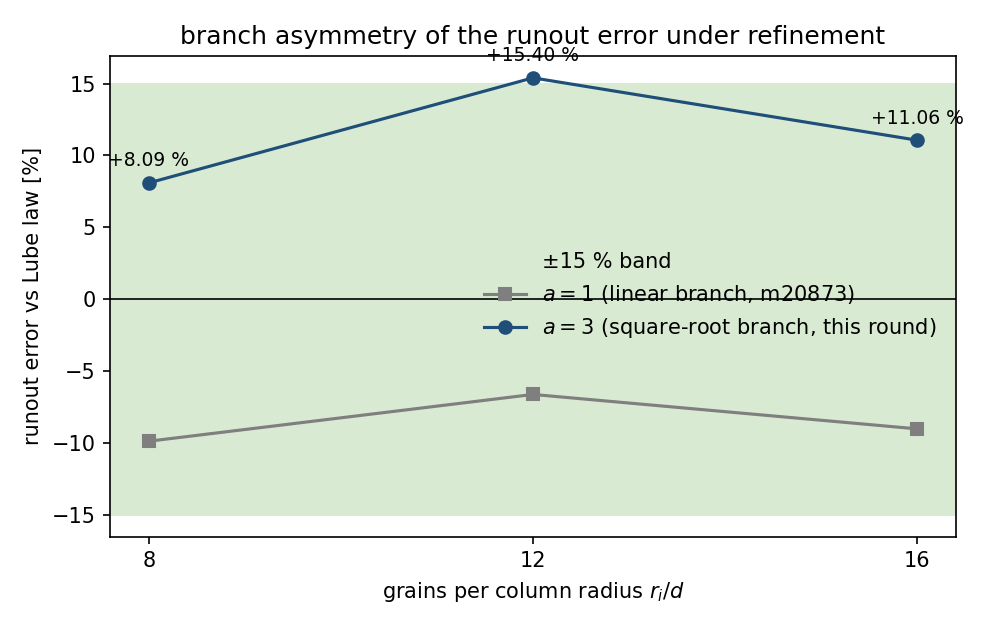 branch asymmetry of the runout error under refinement
+15.40 %
+11.06 %
+8.09 %
runout error vs Lube law [%]
15
10
5
0
−5
−10
−15
±15 % band
a = 1 (linear branch, m20873)
a = 3 (square-root branch, this round)
8
12
16
grains per column radius rᵢ/d